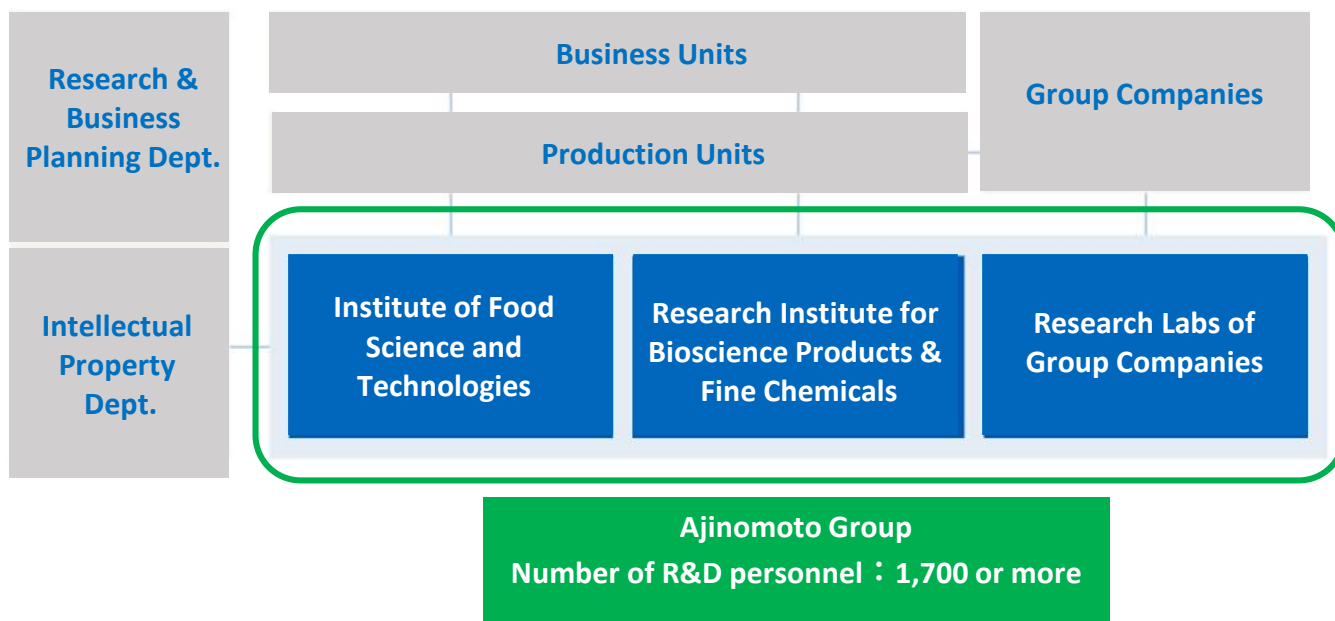 Research &
Business
Planning Dept.
Business Units
Production Units
Group Companies
Intellectual
Property
Dept.
Institute of Food
Science and
Technologies
Research Institute for
Bioscience Products &
Fine Chemicals
Research Labs of
Group Companies
Ajinomoto Group
Number of R&D personnel：1,700 or more